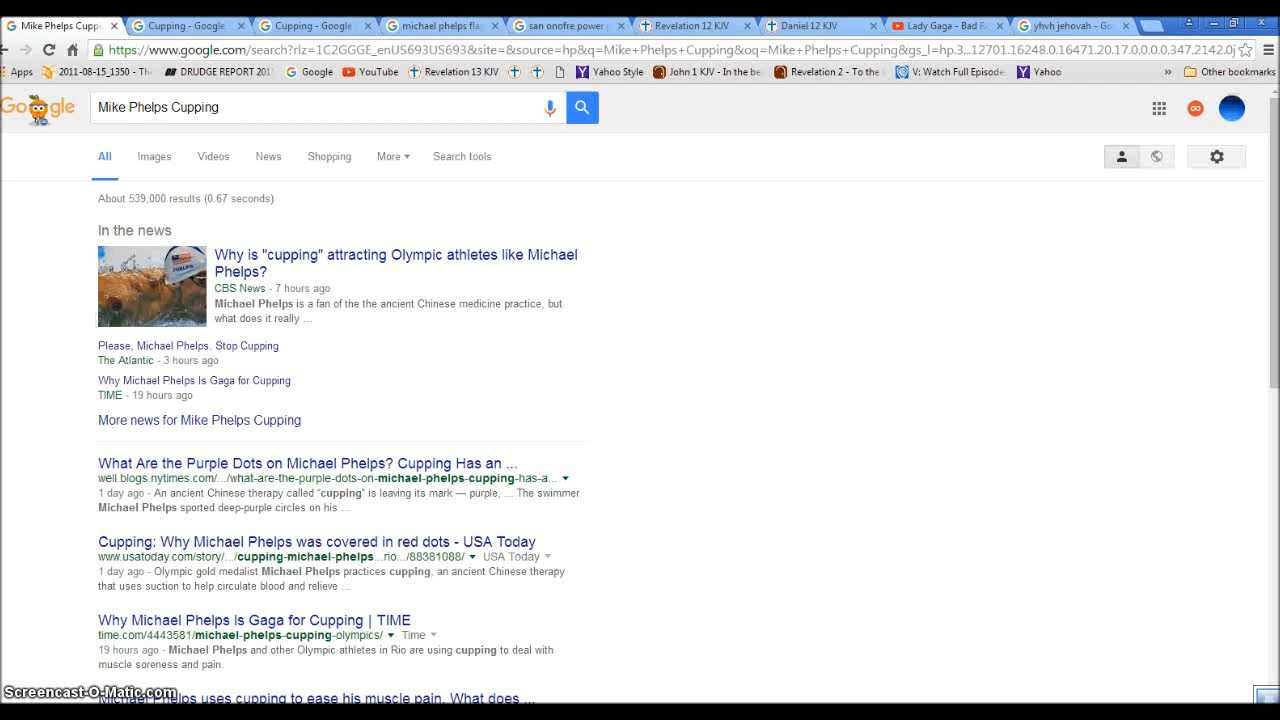 Mike Phelps Cuppi
Cupping - Google
Cupping - Google
michael phelps fla
san onofre power
Revelation 12 KJV
Daniel 12 KJV
Lady Gaga - Bad R
yhvh jehovah - Go
https://www.google.com/search?rlz=1C2GGGE_enUS693US693&site=&source=hp&q=Mike+Phelps+Cupping&oq=Mike+Phelps+Cupping&gs_l=hp.3...12701.16248.0.16471.20.17.0.0.0.0.347.2142.0j
Apps
2011-08-15_1350=Th
DRUDGE REPORT 201
Google
YouTube
Revelation 13 KJV
Yahoo Style
John 1 KJV - In the be
Revelation 2 - To the
V: Watch Full Episode
Yahoo
»
Other bookmarks
Google
Mike Phelps Cupping
All Images Videos News Shopping More Search tools
About 539,000 results (0.67 seconds)
In the news
Why is "cupping" attracting Olympic athletes like Michael
Phelps?
CBS News - 7 hours ago
Michael Phelps is a fan of the the ancient Chinese medicine practice, but
what does it really ...
PHELPS
Please, Michael Phelps, Stop Cupping
The Atlantic - 3 hours ago
Why Michael Phelps Is Gaga for Cupping
TIME - 19 hours ago
More news for Mike Phelps Cupping
What Are the Purple Dots on Michael Phelps? Cupping Has an ...
well.blogs.nytimes.com/.../what-are-the-purple-dots-on-michael-phelps-cupping-has-a...
1 day ago - An ancient Chinese therapy called “cupping” is leaving its mark — purple, ... The swimmer
Michael Phelps sported deep-purple circles on his ...
Cupping: Why Michael Phelps was covered in red dots - USA Today
www.usatoday.com/story/.../cupping-michael-phelps...rio.../88381088/ USA Today
1 day ago - Olympic gold medalist Michael Phelps practices cupping, an ancient Chinese therapy
that uses suction to help circulate blood and relieve ...
Why Michael Phelps Is Gaga for Cupping | TIME
time.com/4443581/michael-phelps-cupping-olympics/ Time
19 hours ago - Michael Phelps and other Olympic athletes in Rio are using cupping to deal with
muscle soreness and pain.
Michael Phelps uses cupping to ease his muscle pain. What does ...
Screencast-O-Matic.com